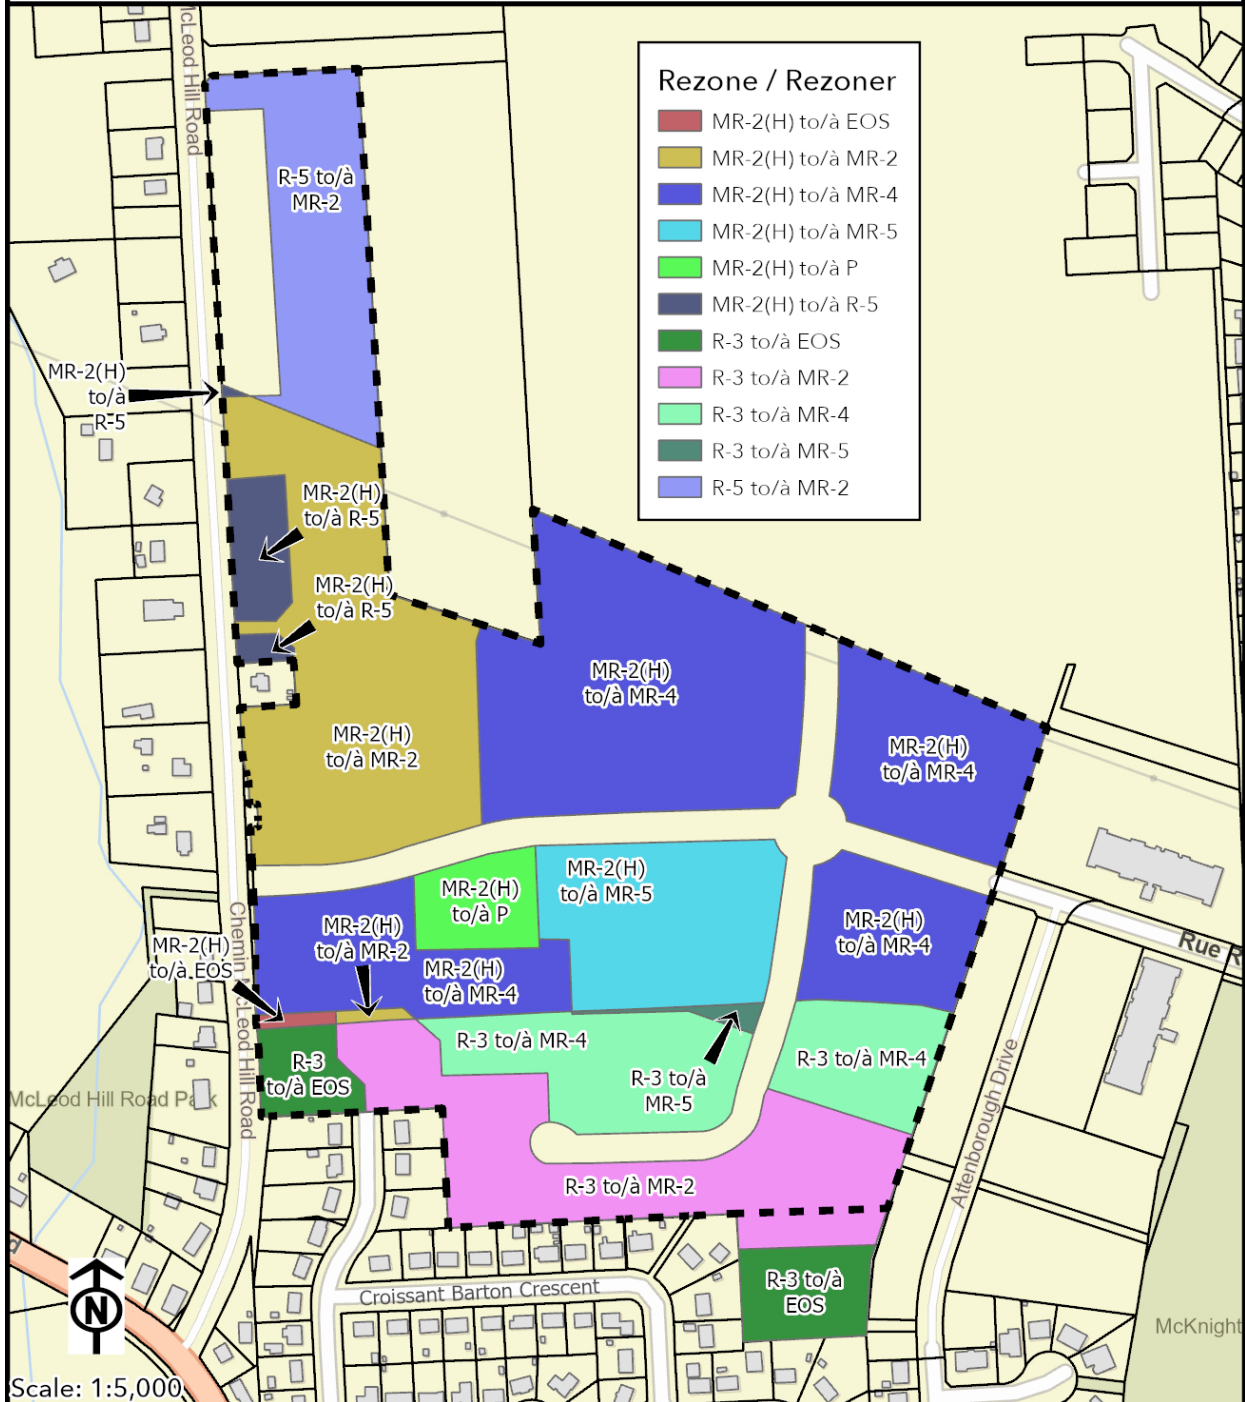 McLeod Hill Road
Rezone / Rezoner
MR-2(H) to/à EOS
MR-2(H) to/à MR-2
MR-2(H) to/à MR-4
MR-2(H) to/à MR-5
MR-2(H) to/à P
MR-2(H) to/à R-5
R-3 to/à EOS
R-3 to/à MR-2
R-3 to/à MR-4
R-3 to/à MR-5
R-5 to/à MR-2
R-5 to/à
MR-2
MR-2(H)
to/à
R-5
MR-2(H)
to/à R-5
MR-2(H)
to/à R-5
MR-2(H)
to/à MR-4
MR-2(H)
to/à MR-2
MR-2(H)
to/à MR-4
MR-2(H)
to/à MR-5
MR-2(H)
to/à P
MR-2(H)
to/à MR-2
MR-2(H)
to/à MR-4
MR-2(H)
to/à EOS
MR-2(H)
to/à MR-4
Rue R
Chemin McLeod Hill Road
R-3 to/à MR-4
R-3
to/à EOS
R-3 to/à
MR-5
R-3 to/à MR-4
McLeod Hill Road Park
Attenborough Drive
R-3 to/à MR-2
R-3 to/à
EOS
Croissant Barton Crescent
N
McKnight
Scale: 1:5,000